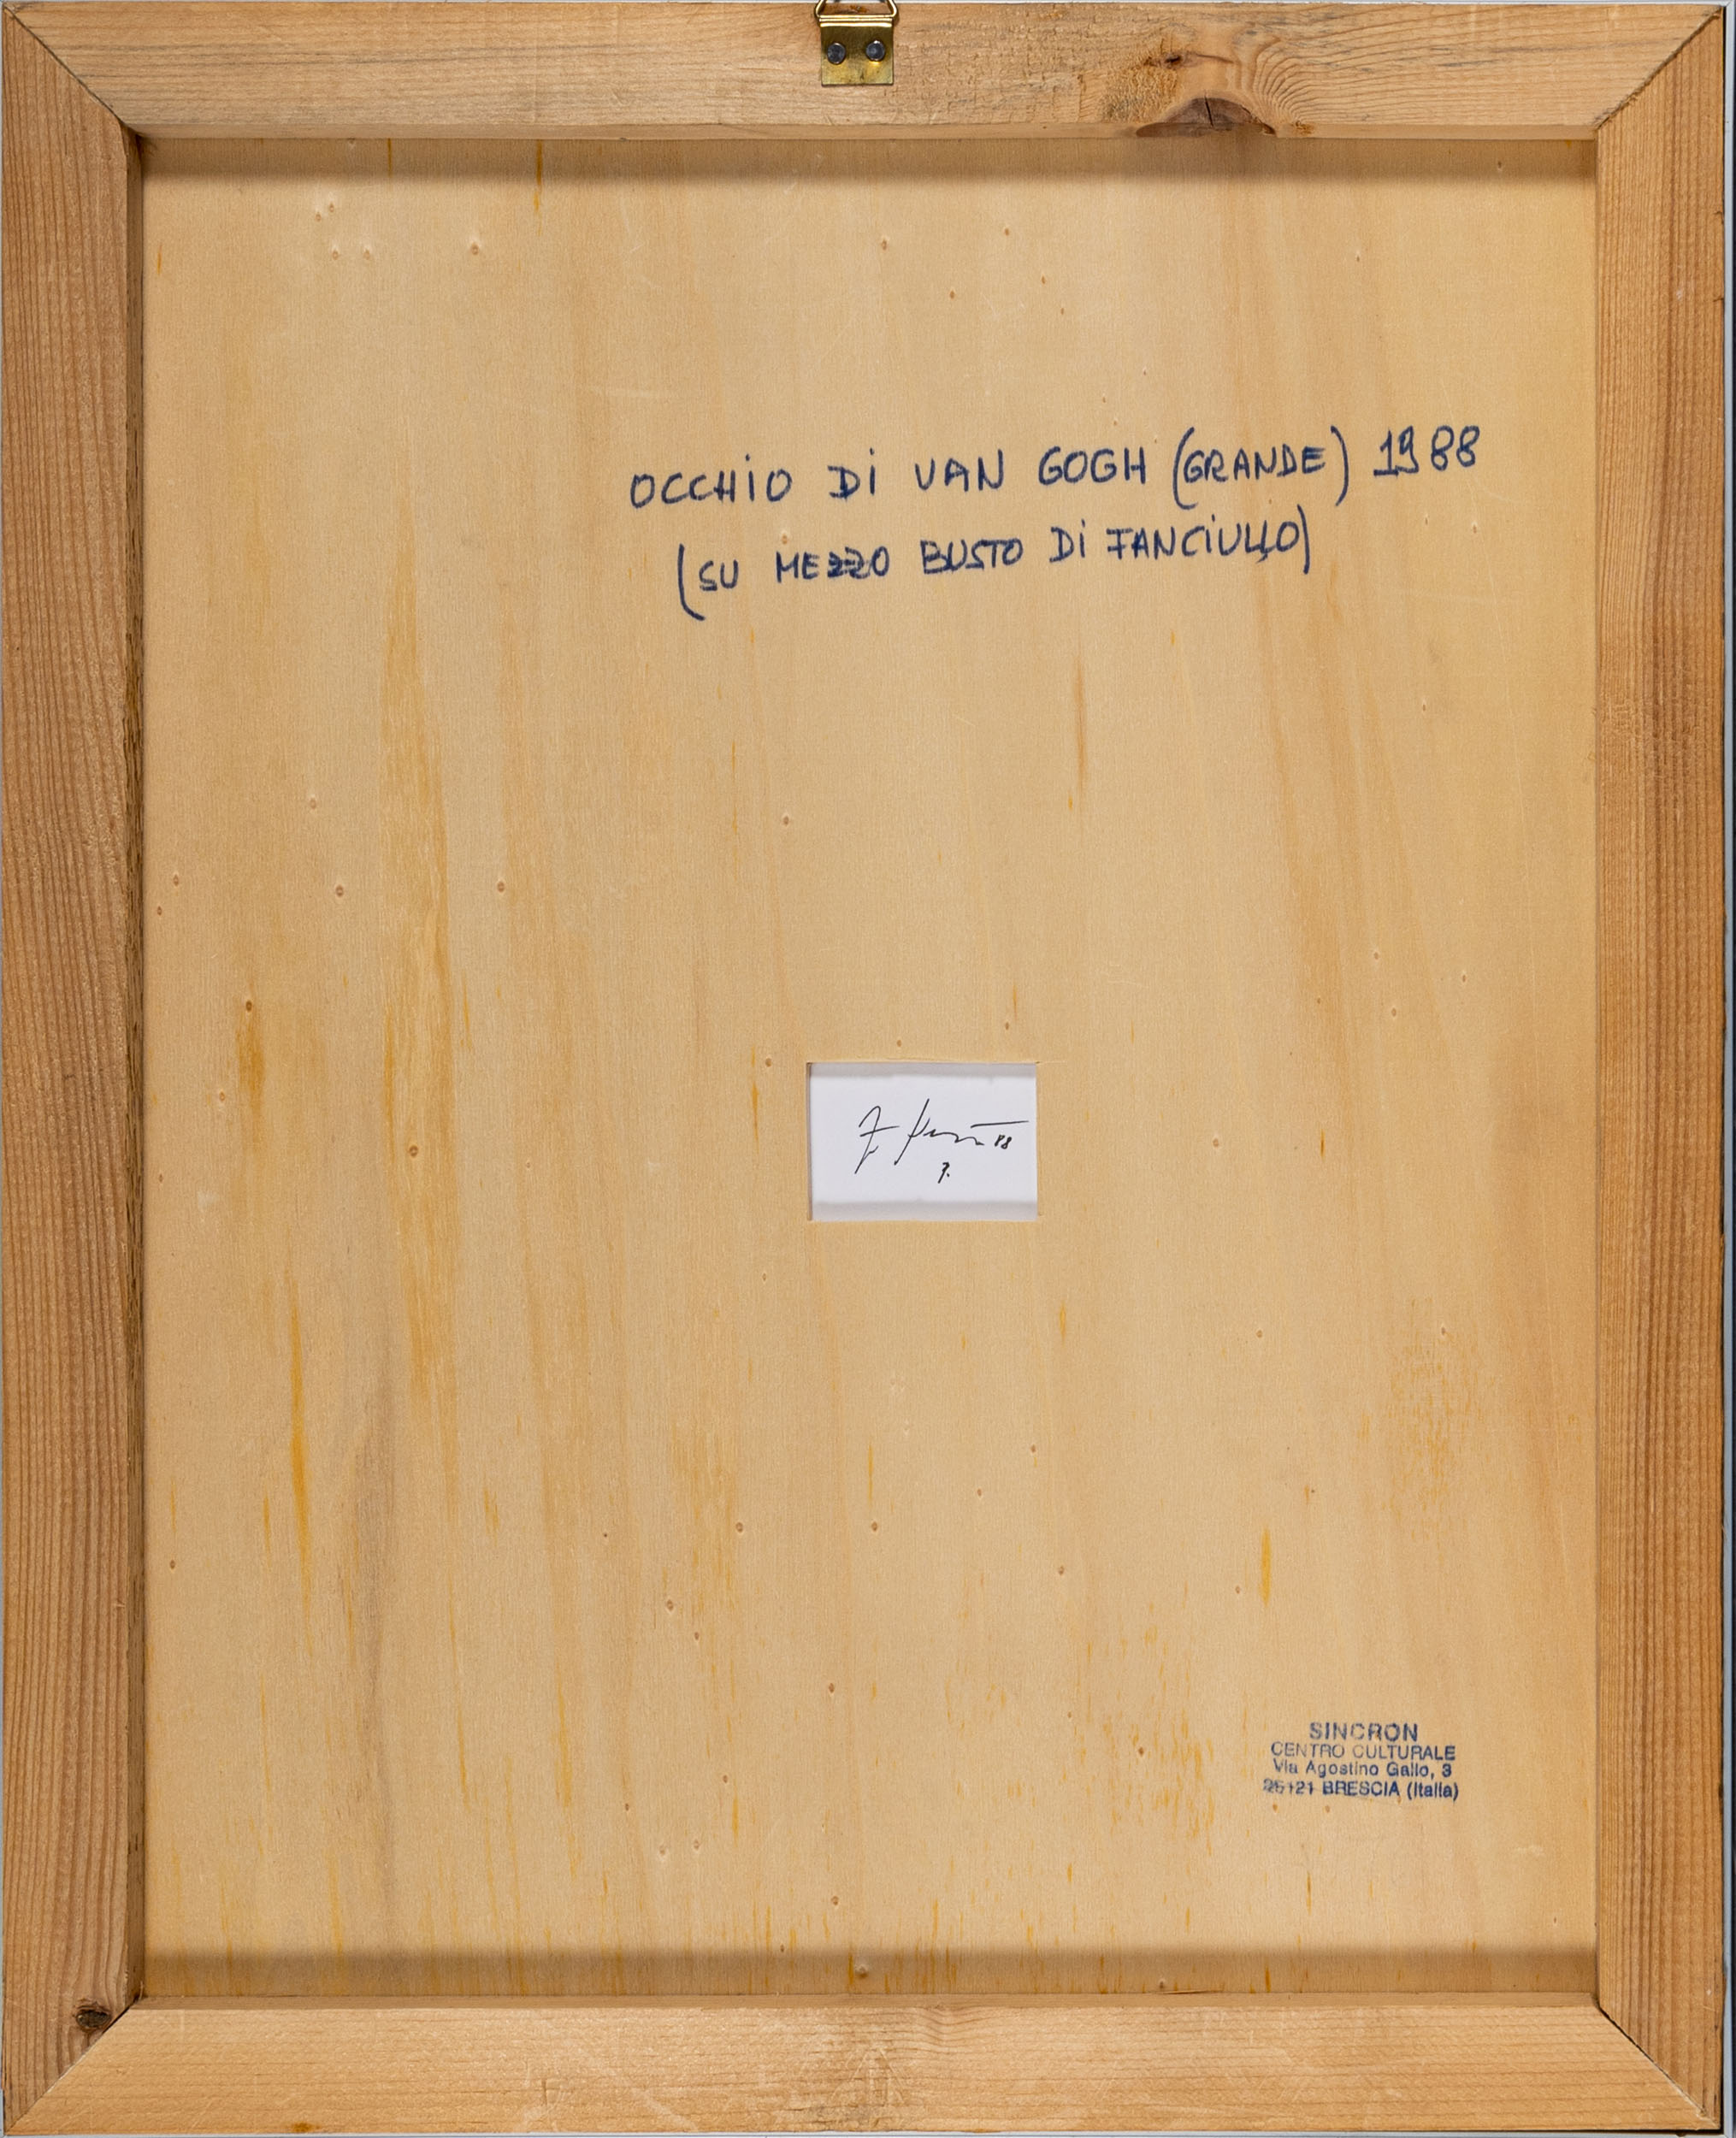 OCCHiO Di VAN GOGH (GRANDE) 1988
(SU MEZZO BUSTO Di FANCiULLO)
88
SINCRON
CENTRO CULTURALE
Via Agostino Gallo, 3
25121 BRESCIA (Italia)